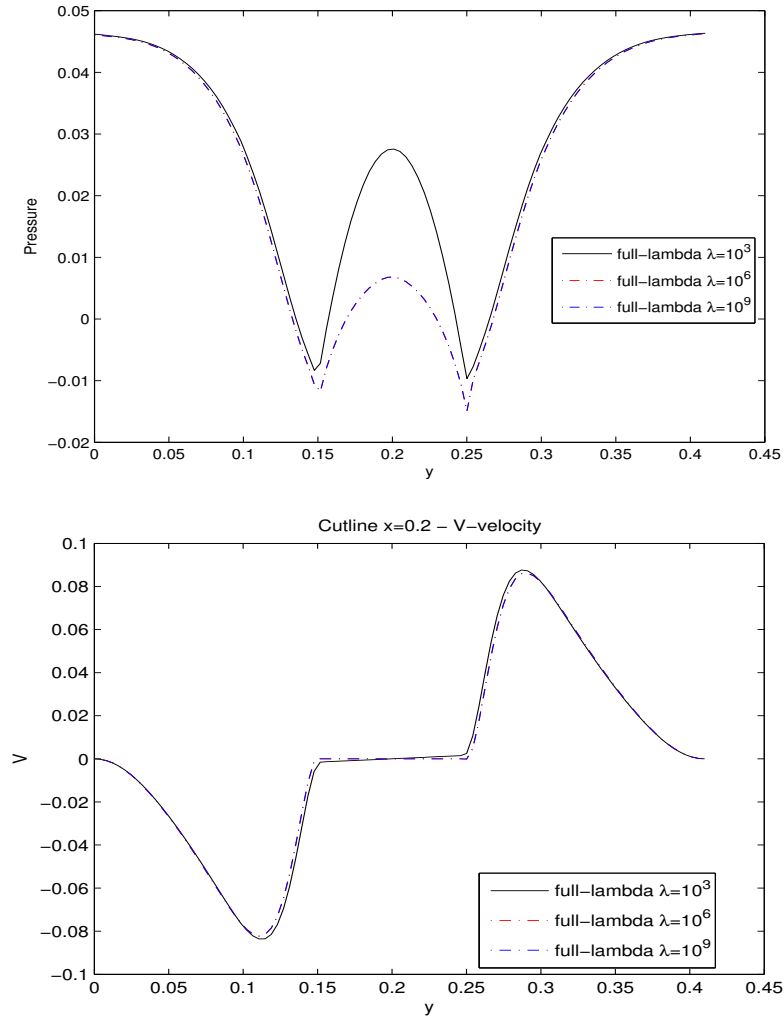 0.05
0.04
0.03
0.02
0.01
0
−0.01
−0.02
Pressure
0 0.05 0.1 0.15 0.2 0.25 0.3 0.35 0.4 0.45
y
full−lambda λ=10³
full−lambda λ=10⁶
full−lambda λ=10⁹
Cutline x=0.2 − V−velocity
0.1
0.08
0.06
0.04
0.02
0
−0.02
−0.04
−0.06
−0.08
−0.1
V
0 0.05 0.1 0.15 0.2 0.25 0.3 0.35 0.4 0.45
y
full−lambda λ=10³
full−lambda λ=10⁶
full−lambda λ=10⁹